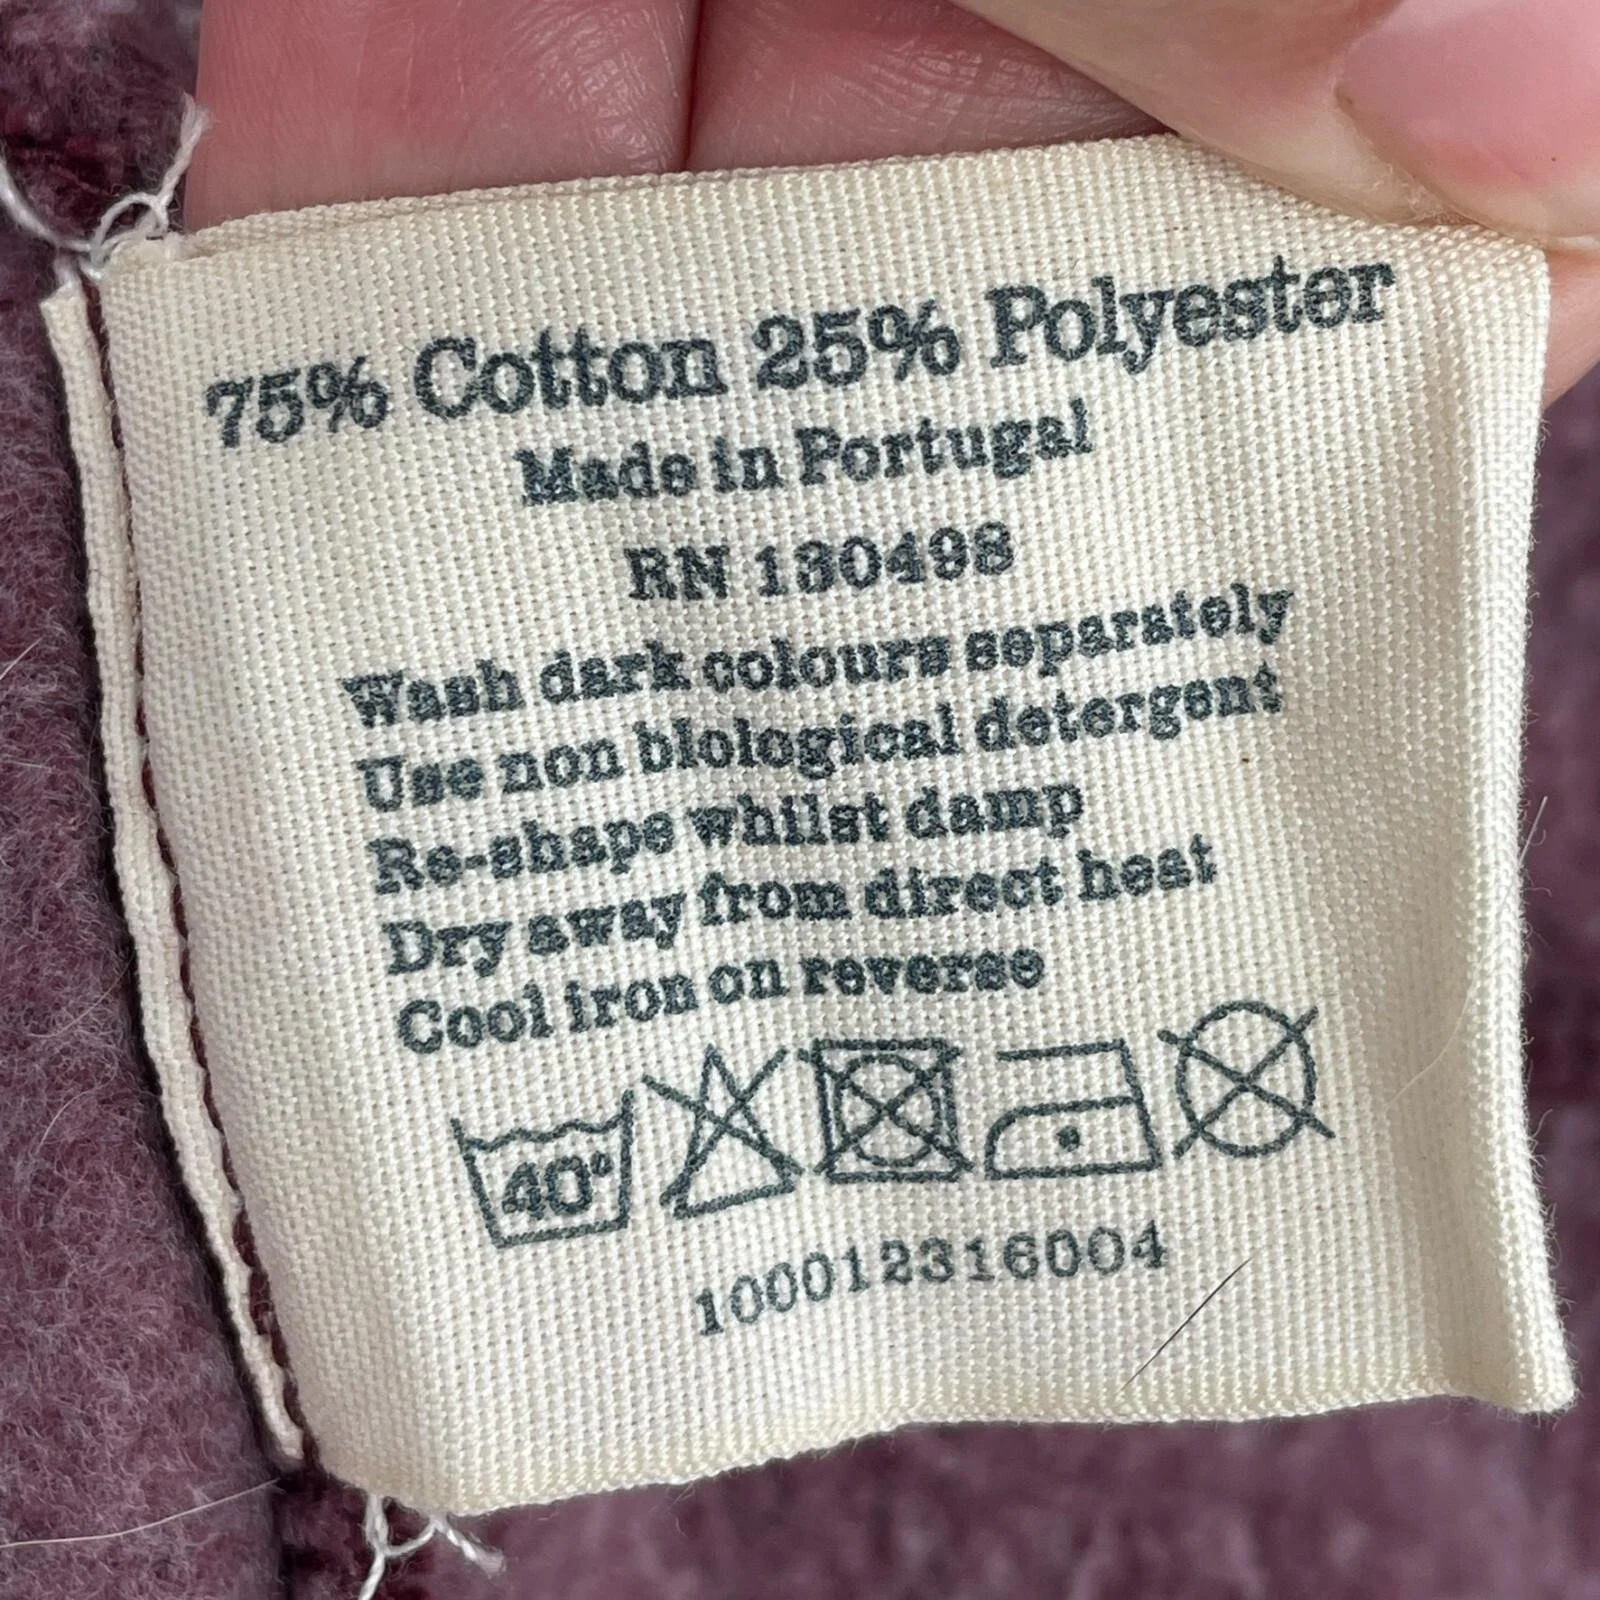 75% Cotton 25% Polyester
Made in Portugal
RN 130498
Wash dark colours separately
Use non biological detergent
Re-shape whilst damp
Dry away from direct heat
Cool iron on reverse
40°
100012316004